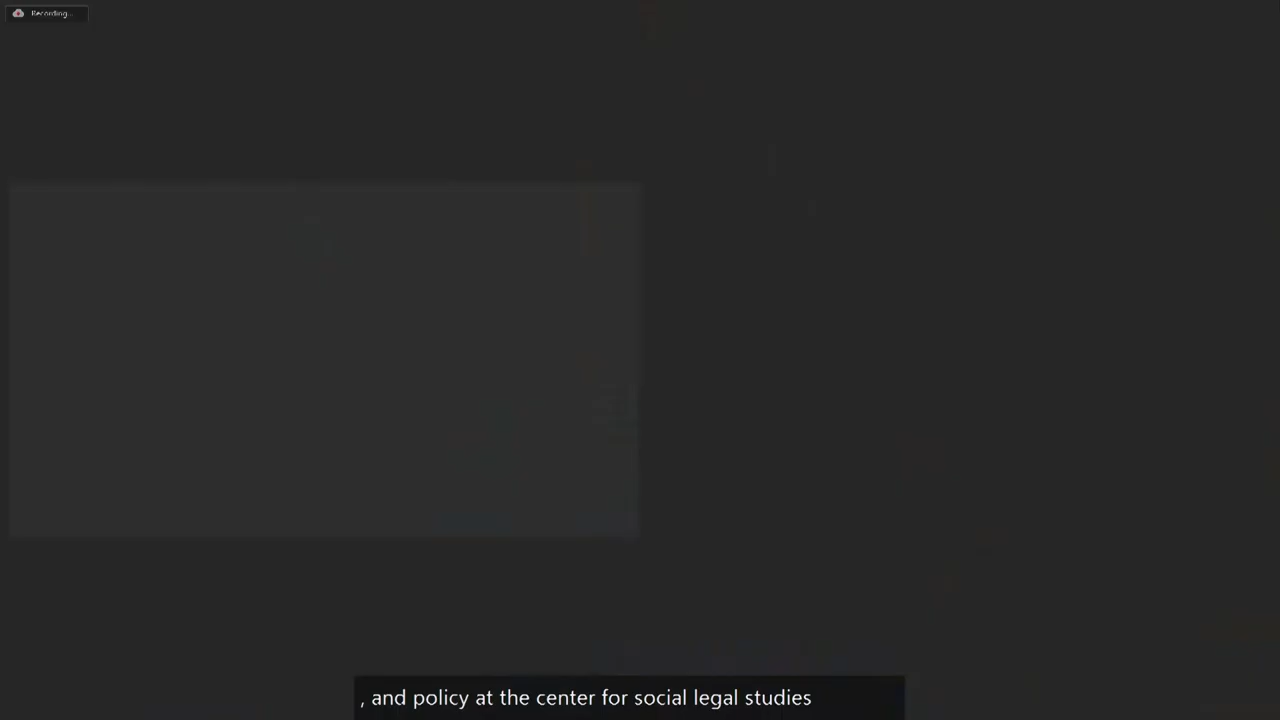 Recording...
, and policy at the center for social legal studies